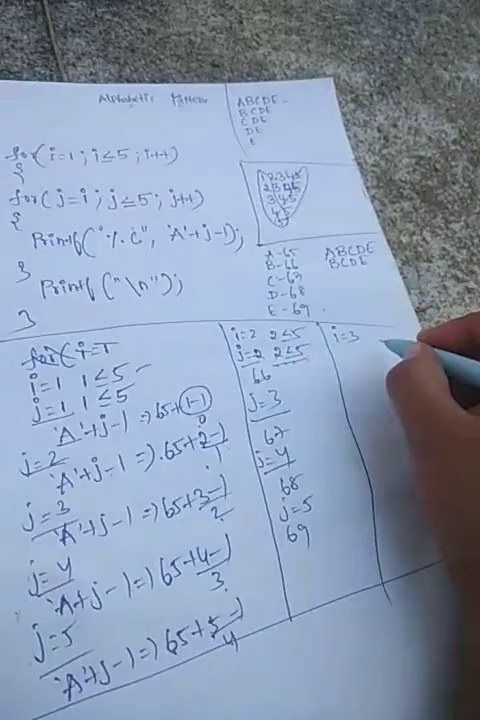 Alphabetic Pattern
for(i=1; i≤5; i++)
{
for(j=i; j≤5; j++)
{
Printf("%c", 'A'+j-1);
}
Printf("\n");
}
ABCDE
BCDE
CDE
DE
E
12345
2345
345
45
5
A-65
B-66
C-67
D-68
E-69
ABCDE
BCDE
for(i=1
i=1 1≤5
j=1 1≤5
'A'+j-1 => 65+1-1
0
j=2
'A'+j-1 => 65+2-1
1
j=3
'A'+j-1 => 65+3-1
2
j=4
'A'+j-1 => 65+4-1
3
j=5
'A'+j-1 => 65+5-1
4
i=2 2≤5
j=2 2≤5
66
j=3
67
j=4
68
j=5
69
i=3